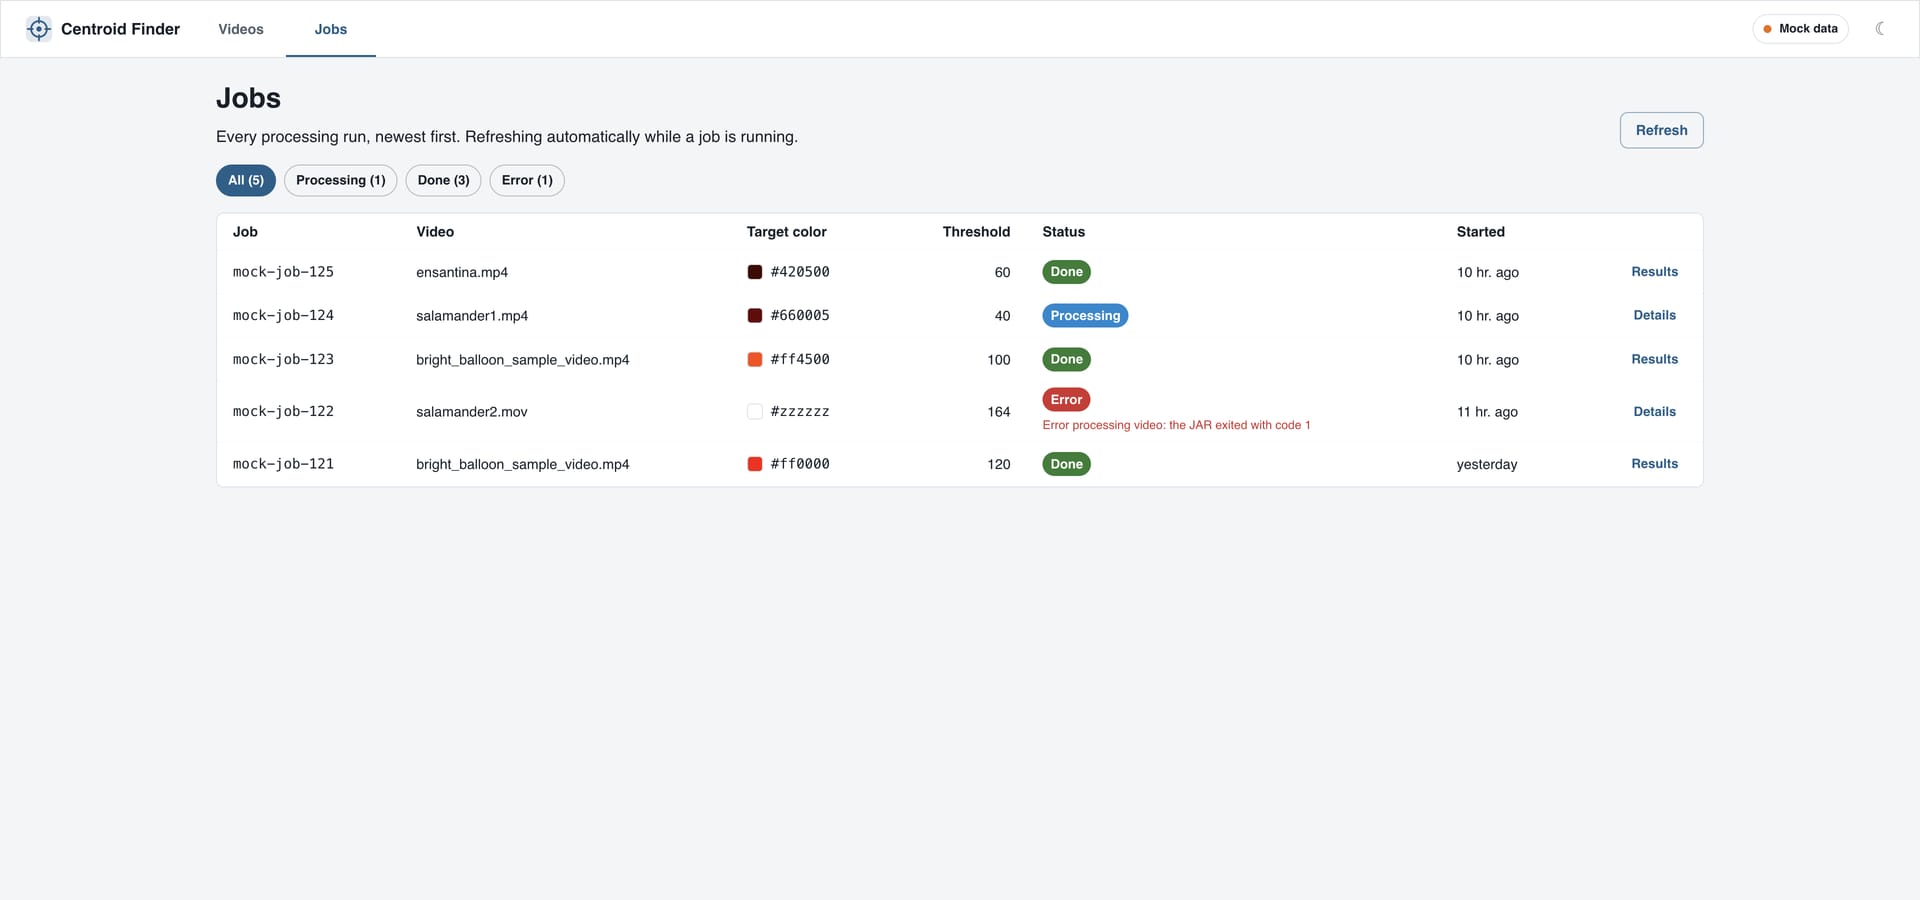 Centroid Finder Videos Jobs Mock data
Jobs
Every processing run, newest first. Refreshing automatically while a job is running.
Refresh
All (5) Processing (1) Done (3) Error (1)
Job Video Target color Threshold Status Started
mock-job-125 ensantina.mp4 #420500 60 Done 10 hr. ago Results
mock-job-124 salamander1.mp4 #660005 40 Processing 10 hr. ago Details
mock-job-123 bright_balloon_sample_video.mp4 #ff4500 100 Done 10 hr. ago Results
mock-job-122 salamander2.mov #zzzzzz 164 Error 11 hr. ago Details
Error processing video: the JAR exited with code 1
mock-job-121 bright_balloon_sample_video.mp4 #ff0000 120 Done yesterday Results